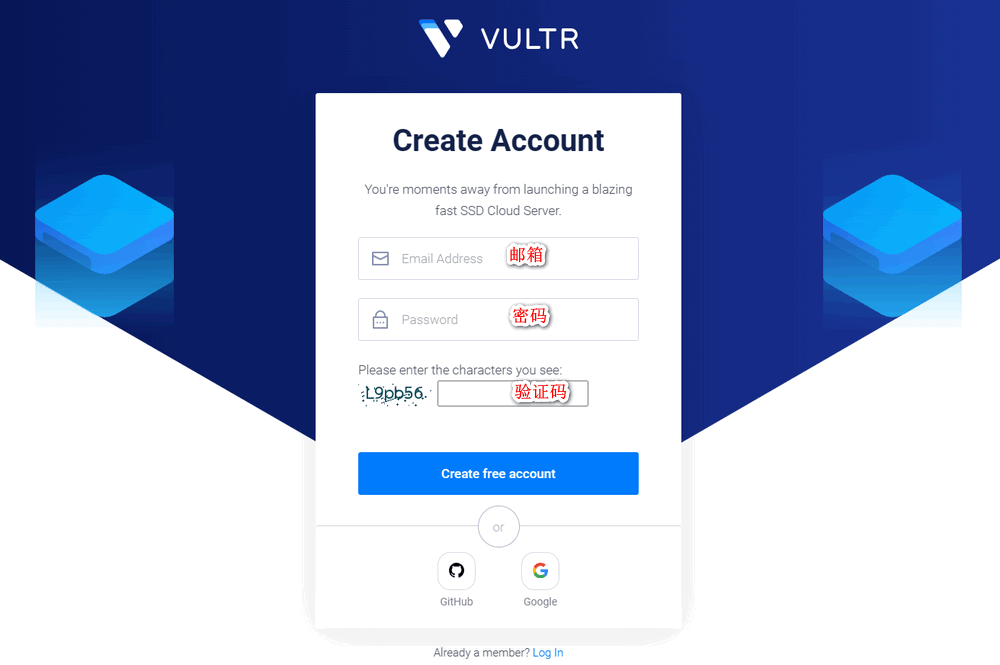 VULTR
Create Account
You're moments away from launching a blazing
fast SSD Cloud Server.
Email Address 邮箱
Password 密码
Please enter the characters you see:
L9pb56 验证码
Create free account
or
GitHub Google
Already a member? Log In